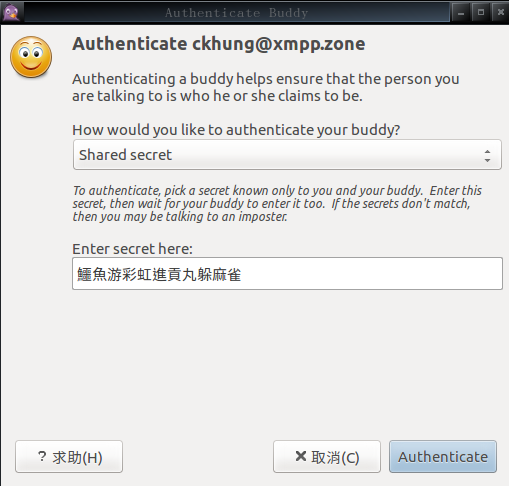 Authenticate Buddy
Authenticate ckhung@xmpp.zone
Authenticating a buddy helps ensure that the person you
are talking to is who he or she claims to be.
How would you like to authenticate your buddy?
Shared secret
To authenticate, pick a secret known only to you and your buddy.  Enter this
secret, then wait for your buddy to enter it too.  If the secrets don't match,
then you may be talking to an imposter.
Enter secret here:
鱷魚游彩虹進貢丸躲麻雀
? 求助(H)
取消(C)
Authenticate